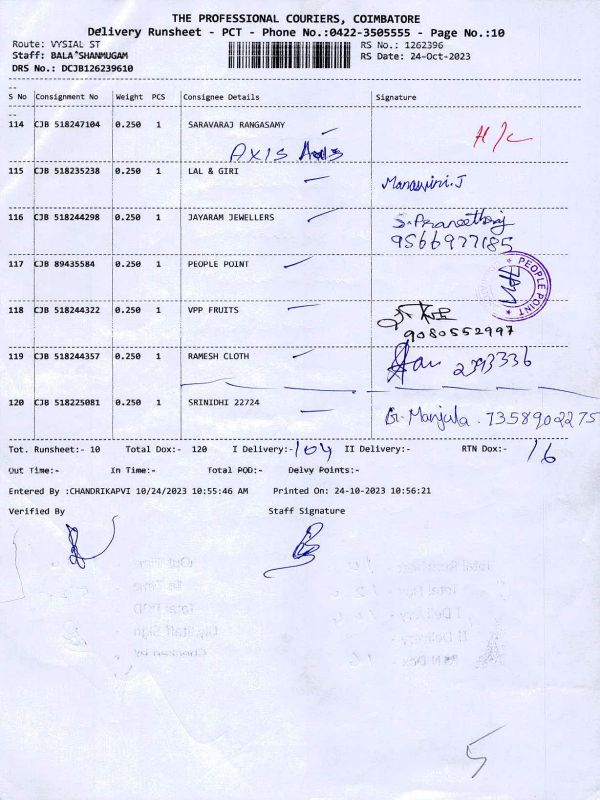 THE PROFESSIONAL COURIERS, COIMBATORE
Delivery Runsheet - PCT - Phone No.:0422-3505555 - Page No.:10
Route: VYSIAL ST RS No.: 1262396
Staff: BALA^SHANMUGAM RS Date: 24-Oct-2023
DRS No.: DCJB126239610
S No Consignment No Weight PCS Consignee Details Signature
114 CJB 518247104 0.250 1 SARAVARAJ RANGASAMY
AXIS
115 CJB 518235238 0.250 1 LAL & GIRI
116 CJB 518244298 0.250 1 JAYARAM JEWELLERS
9566977185
117 CJB 89435584 0.250 1 PEOPLE POINT PEOPLE POINT
118 CJB 518244322 0.250 1 VPP FRUITS
9080552997
119 CJB 518244357 0.250 1 RAMESH CLOTH
120 CJB 518225081 0.250 1 SRINIDHI 22724 Manjula. 7358902275
Tot. Runsheet:- 10 Total Dox:- 120 I Delivery:- 104 II Delivery:- RTN Dox:- 16
Out Time:- In Time:- Total POD:- Delvy Points:-
Entered By :CHANDRIKAPVI 10/24/2023 10:55:46 AM Printed On: 24-10-2023 10:56:21
Verified By Staff Signature
5